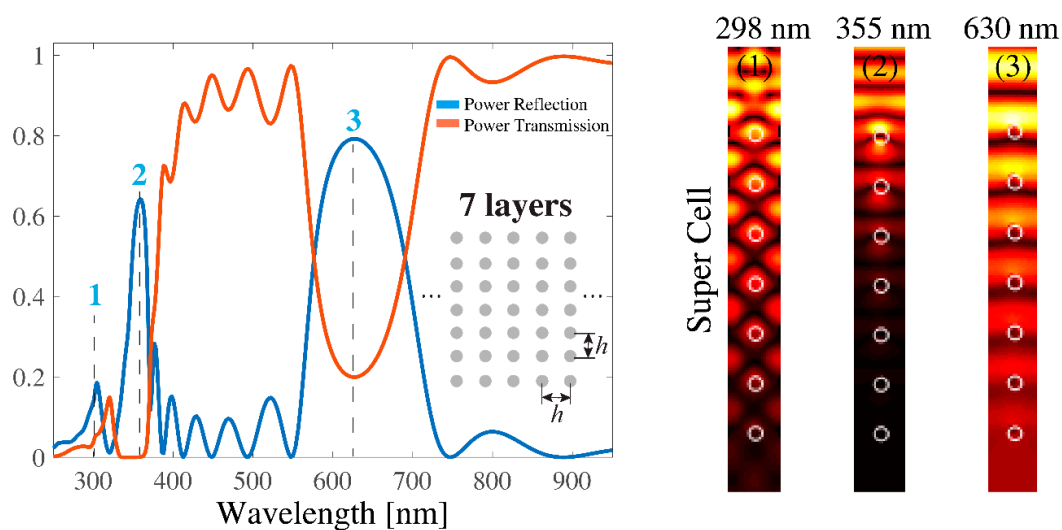 298 nm 355 nm 630 nm
(1) (2) (3)
1
0.8
0.6
0.4
0.2
0
Power Reflection
Power Transmission
1
2
3
7 layers
... ...
h
h
300 400 500 600 700 800 900
Wavelength [nm]
Super Cell